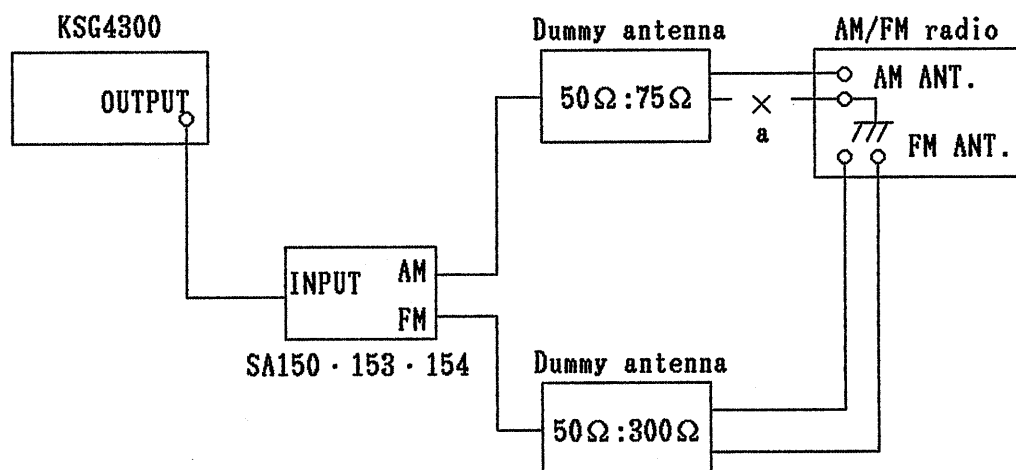 KSG4300
OUTPUT
Dummy antenna
50Ω:75Ω
a
AM/FM radio
AM ANT.
FM ANT.
INPUT
AM
FM
SA150・153・154
Dummy antenna
50Ω:300Ω